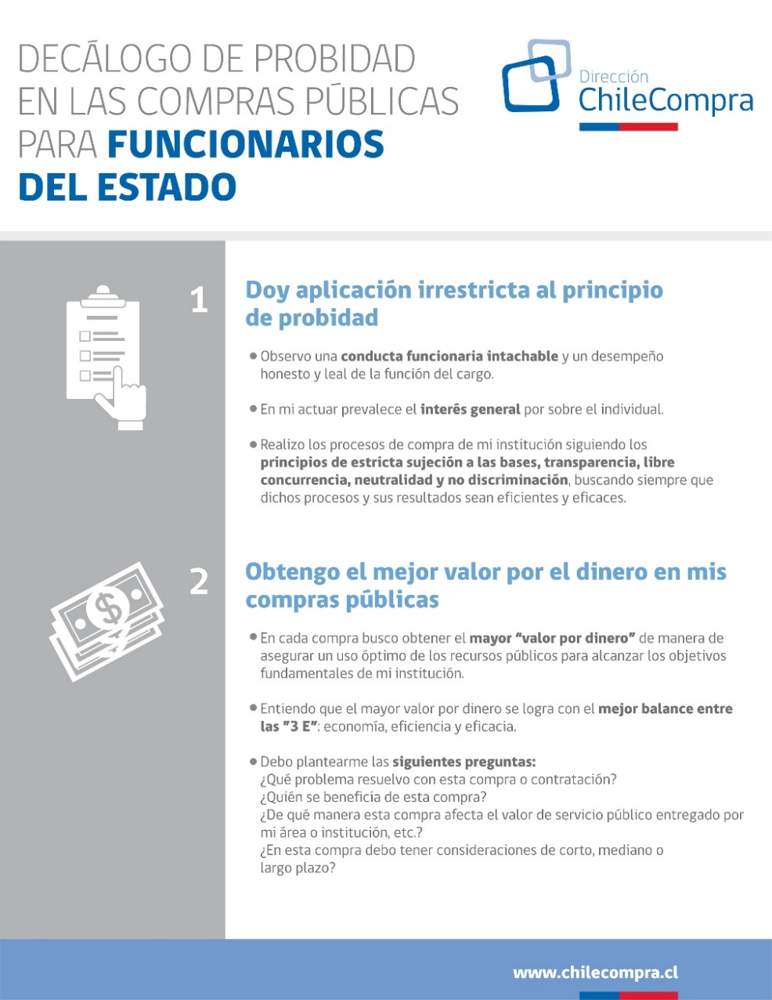 DECÁLOGO DE PROBIDAD
EN LAS COMPRAS PÚBLICAS
PARA FUNCIONARIOS
DEL ESTADO
Dirección
ChileCompra
1
Doy aplicación irrestricta al principio
de probidad
• Observo una conducta funcionaria intachable y un desempeño
honesto y leal de la función del cargo.
• En mi actuar prevalece el interés general por sobre el individual.
• Realizo los procesos de compra de mi institución siguiendo los
principios de estricta sujeción a las bases, transparencia, libre
concurrencia, neutralidad y no discriminación, buscando siempre que
dichos procesos y sus resultados sean eficientes y eficaces.
$
2
Obtengo el mejor valor por el dinero en mis
compras públicas
• En cada compra busco obtener el mayor “valor por dinero” de manera de
asegurar un uso óptimo de los recursos públicos para alcanzar los objetivos
fundamentales de mi institución.
• Entiendo que el mayor valor por dinero se logra con el mejor balance entre
las ”3 E”: economía, eficiencia y eficacia.
• Debo plantearme las siguientes preguntas:
¿Qué problema resuelvo con esta compra o contratación?
¿Quién se beneficia de esta compra?
¿De qué manera esta compra afecta el valor de servicio público entregado por
mi área o institución, etc.?
¿En esta compra debo tener consideraciones de corto, mediano o
largo plazo?
www.chilecompra.cl